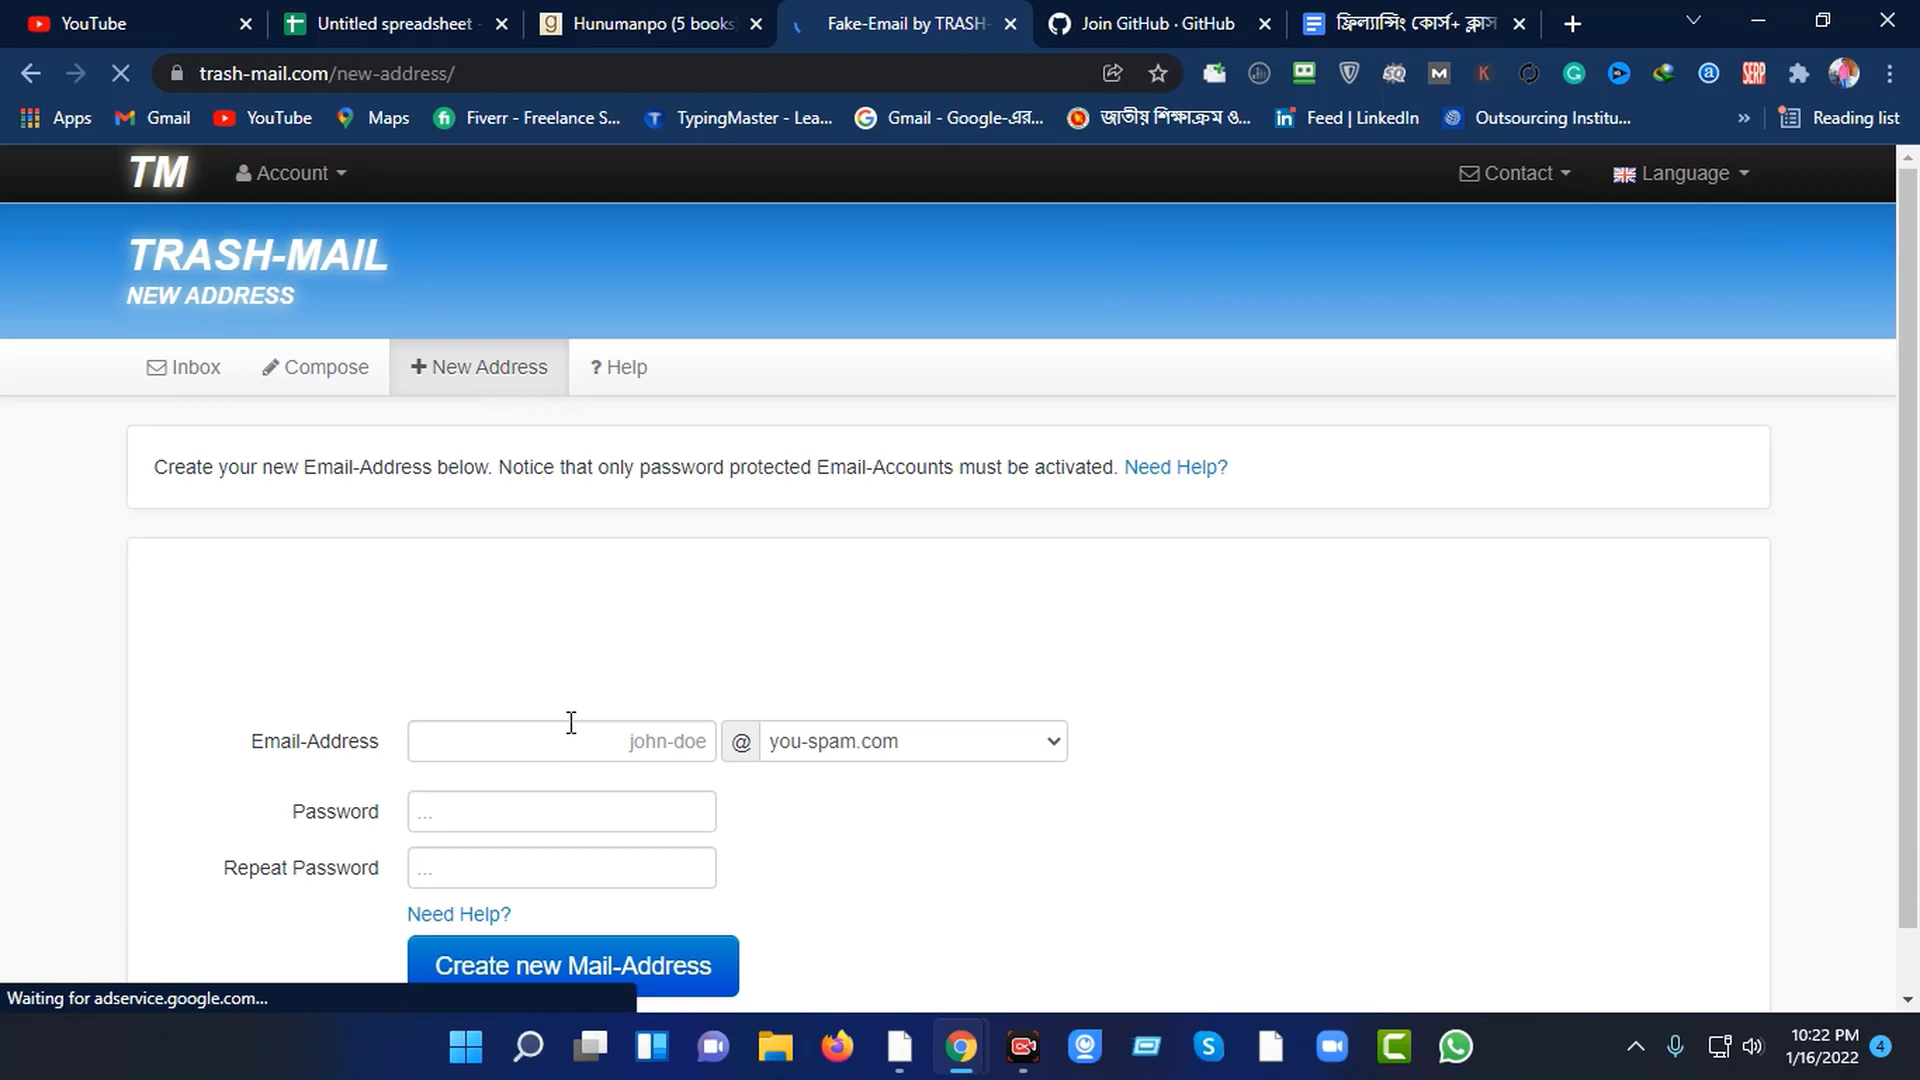 YouTube
Untitled spreadsheet -
Hunumanpo (5 books
Fake-Email by TRASH-
Join GitHub · GitHub
ফ্রিল্যান্সিং কোর্স+ ক্লাস
trash-mail.com/new-address/
Apps
Gmail
YouTube
Maps
Fiverr - Freelance S...
TypingMaster - Lea...
Gmail - Google-এর...
জাতীয় শিক্ষাক্রম ও...
Feed | LinkedIn
Outsourcing Institu...
»
Reading list
TM
Account
Contact
Language
TRASH-MAIL
NEW ADDRESS
Inbox
Compose
+ New Address
? Help
Create your new Email-Address below. Notice that only password protected Email-Accounts must be activated. Need Help?
Email-Address
john-doe
@
you-spam.com
Password
...
Repeat Password
...
Need Help?
Create new Mail-Address
Waiting for adservice.google.com...
10:22 PM
1/16/2022
4